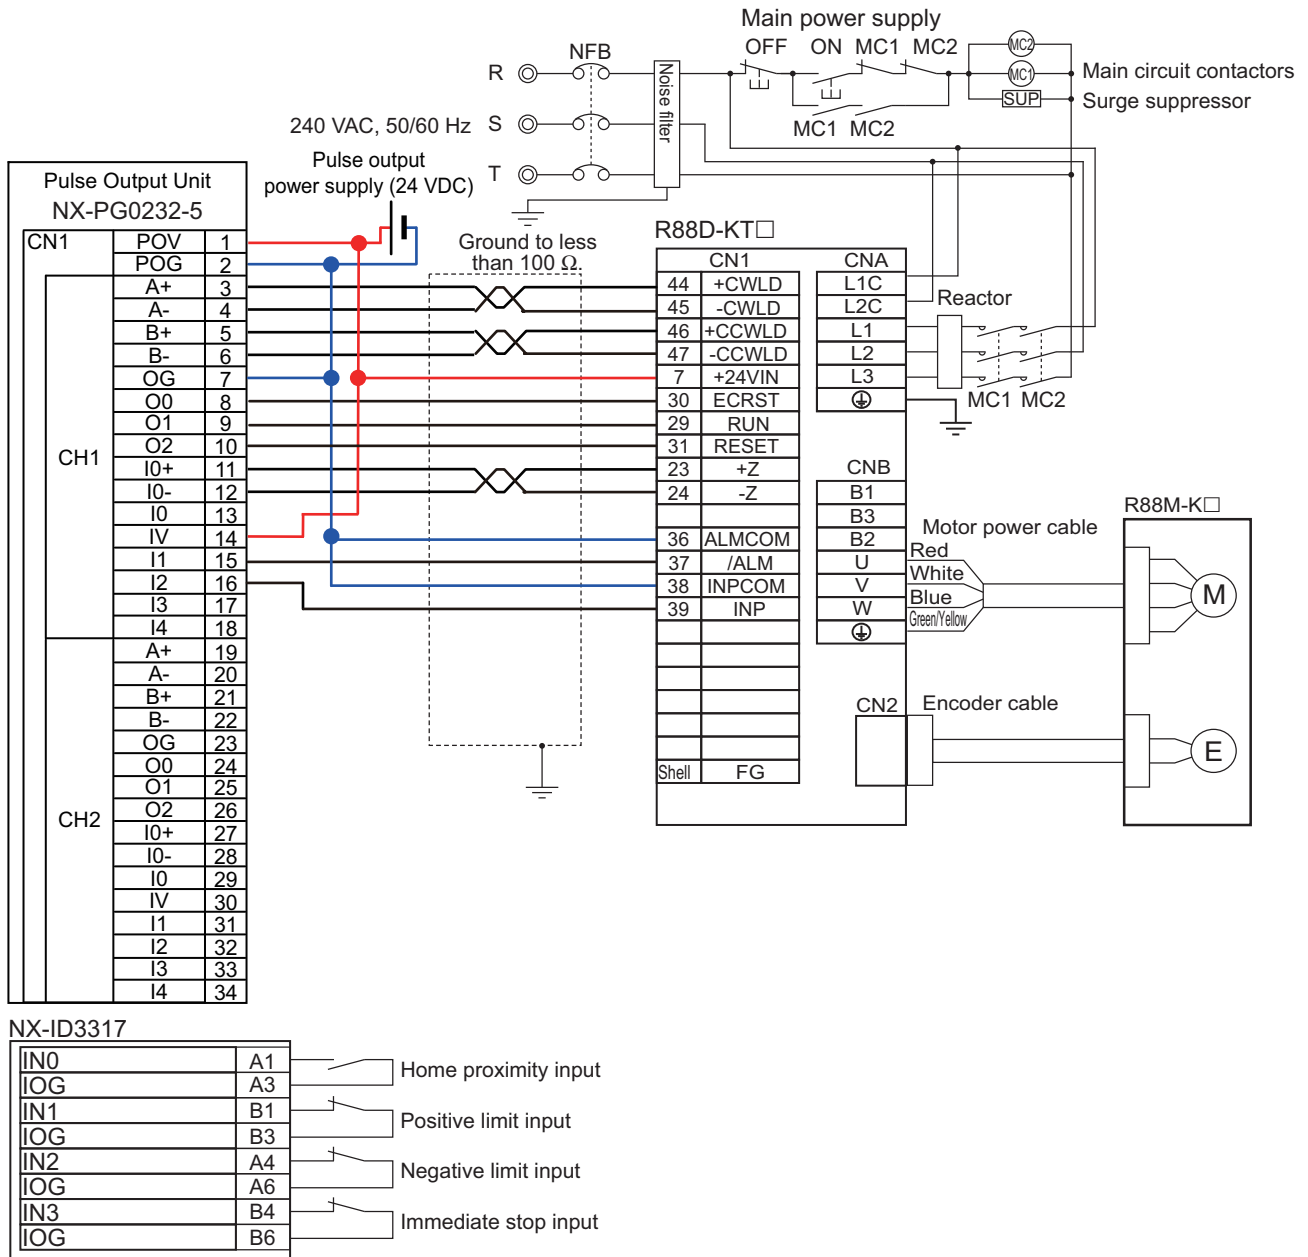 Main power supply
OFF ON MC1 MC2
MC2
MC1
SUP
Main circuit contactors
Surge suppressor
MC1 MC2
NFB
R
S
T
240 VAC, 50/60 Hz
Noise filter
Pulse output
power supply (24 VDC)
Ground to less
than 100 Ω.
Pulse Output Unit
NX-PG0232-5
CN1
POV 1
POG 2
CH1
A+ 3
A- 4
B+ 5
B- 6
OG 7
O0 8
O1 9
O2 10
I0+ 11
I0- 12
I0 13
IV 14
I1 15
I2 16
I3 17
I4 18
CH2
A+ 19
A- 20
B+ 21
B- 22
OG 23
O0 24
O1 25
O2 26
I0+ 27
I0- 28
I0 29
IV 30
I1 31
I2 32
I3 33
I4 34
R88D-KT□
CN1
44 +CWLD
45 -CWLD
46 +CCWLD
47 -CCWLD
7 +24VIN
30 ECRST
29 RUN
31 RESET
23 +Z
24 -Z
36 ALMCOM
37 /ALM
38 INPCOM
39 INP
Shell FG
CNA
L1C
L2C
L1
L2
L3
Reactor
MC1 MC2
CNB
B1
B3
B2
U
V
W
Motor power cable
Red
White
Blue
Green/Yellow
CN2
Encoder cable
R88M-K□
M
E
NX-ID3317
IN0 A1
IOG A3
Home proximity input
IN1 B1
IOG B3
Positive limit input
IN2 A4
IOG A6
Negative limit input
IN3 B4
IOG B6
Immediate stop input